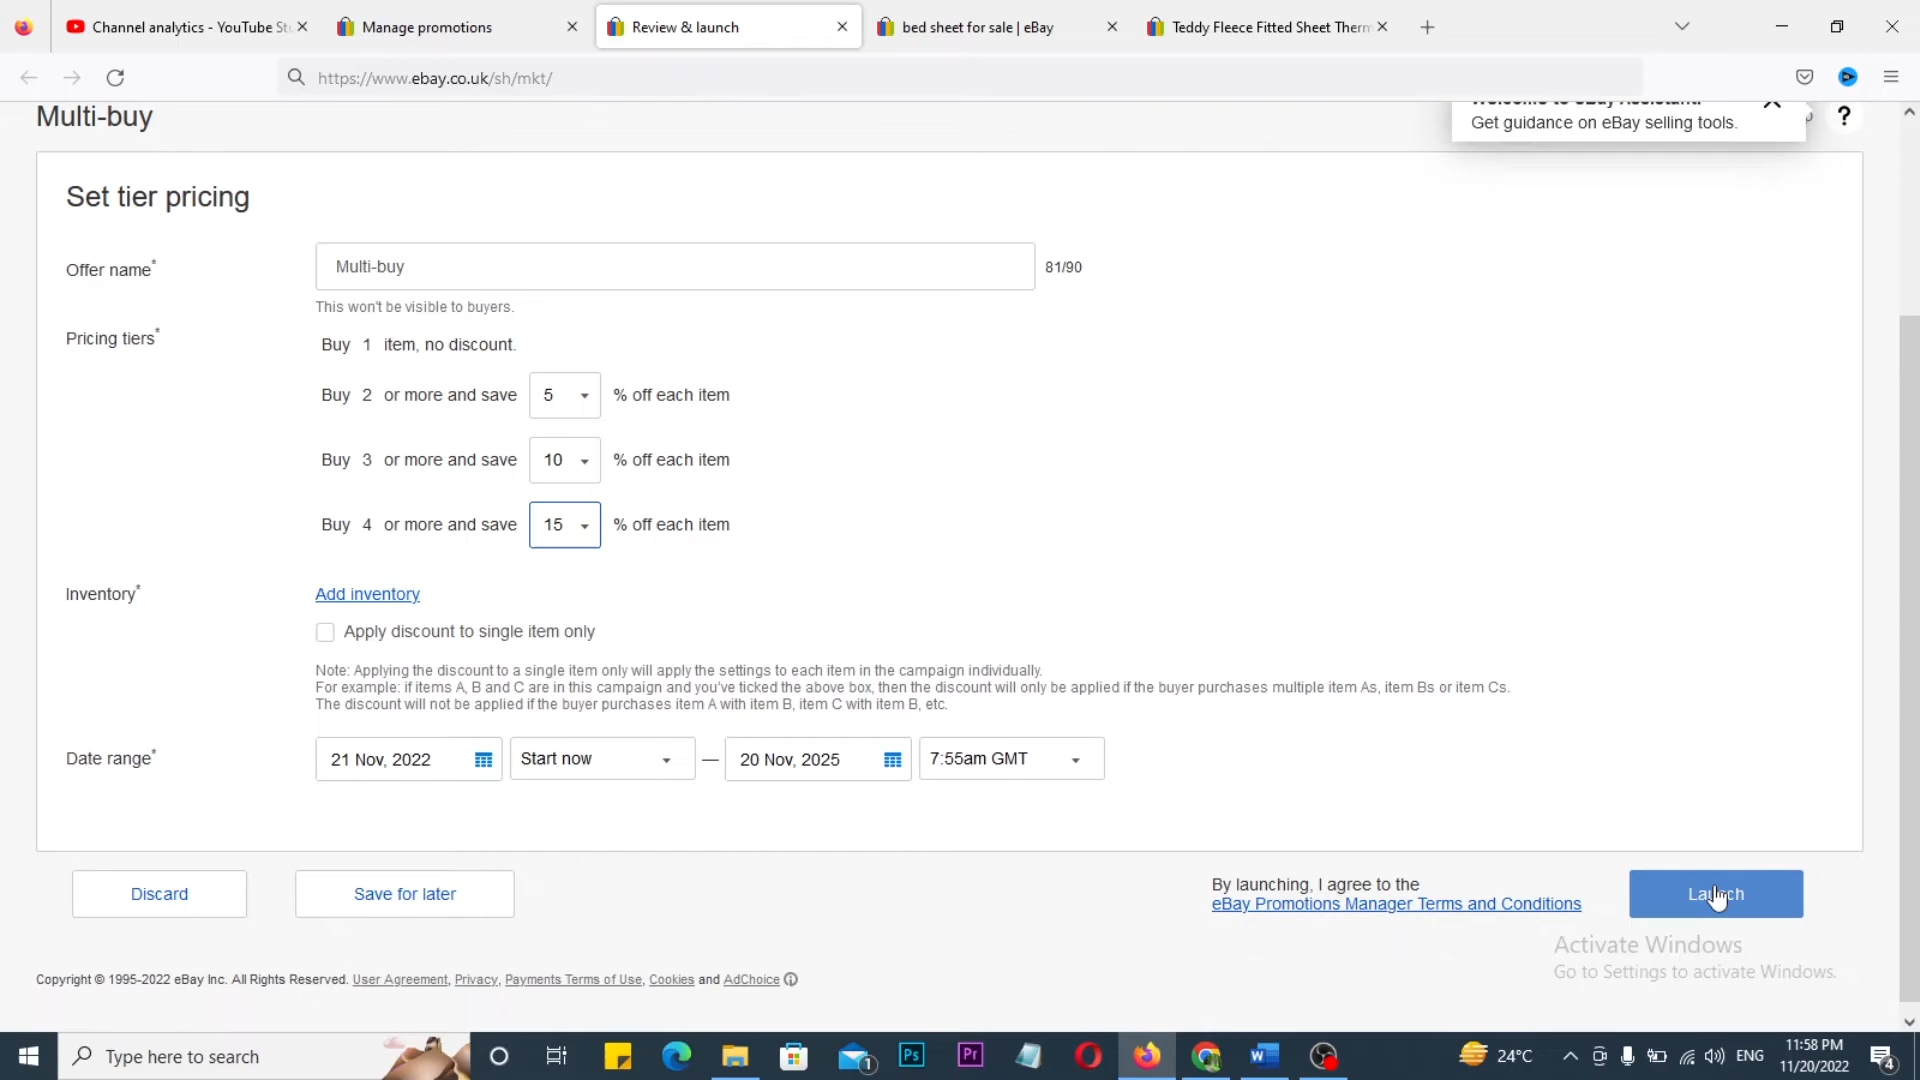 Channel analytics - YouTube St
Manage promotions
Review & launch
bed sheet for sale | eBay
Teddy Fleece Fitted Sheet Therm
https://www.ebay.co.uk/sh/mkt/
Multi-buy
Get guidance on eBay selling tools.
?
Set tier pricing
Offer name*
Multi-buy
81/90
This won't be visible to buyers.
Pricing tiers*
Buy 1 item, no discount.
Buy 2 or more and save 5 % off each item
Buy 3 or more and save 10 % off each item
Buy 4 or more and save 15 % off each item
Inventory*
Add inventory
Apply discount to single item only
Note: Applying the discount to a single item only will apply the settings to each item in the campaign individually.
For example: if items A, B and C are in this campaign and you've ticked the above box, then the discount will only be applied if the buyer purchases multiple item As, item Bs or item Cs.
The discount will not be applied if the buyer purchases item A with item B, item C with item B, etc.
Date range*
21 Nov, 2022
Start now
—
20 Nov, 2025
7:55am GMT
Discard
Save for later
By launching, I agree to the
eBay Promotions Manager Terms and Conditions
Launch
Activate Windows
Go to Settings to activate Windows.
Copyright © 1995-2022 eBay Inc. All Rights Reserved. User Agreement, Privacy, Payments Terms of Use, Cookies and AdChoice
Type here to search
1
Ps
Pr
24°C
ENG
11:58 PM
11/20/2022
4